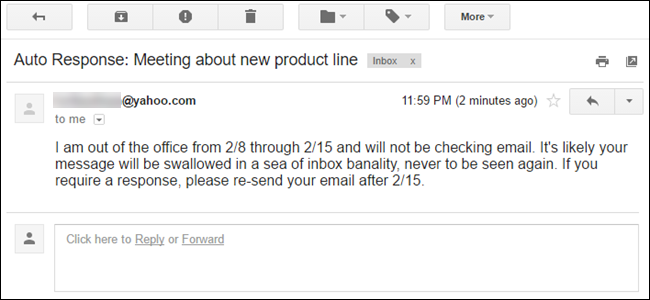 More
Auto Response: Meeting about new product line Inbox x
@yahoo.com 11:59 PM (2 minutes ago)
to me
I am out of the office from 2/8 through 2/15 and will not be checking email. It's likely your
message will be swallowed in a sea of inbox banality, never to be seen again. If you
require a response, please re-send your email after 2/15.
Click here to Reply or Forward